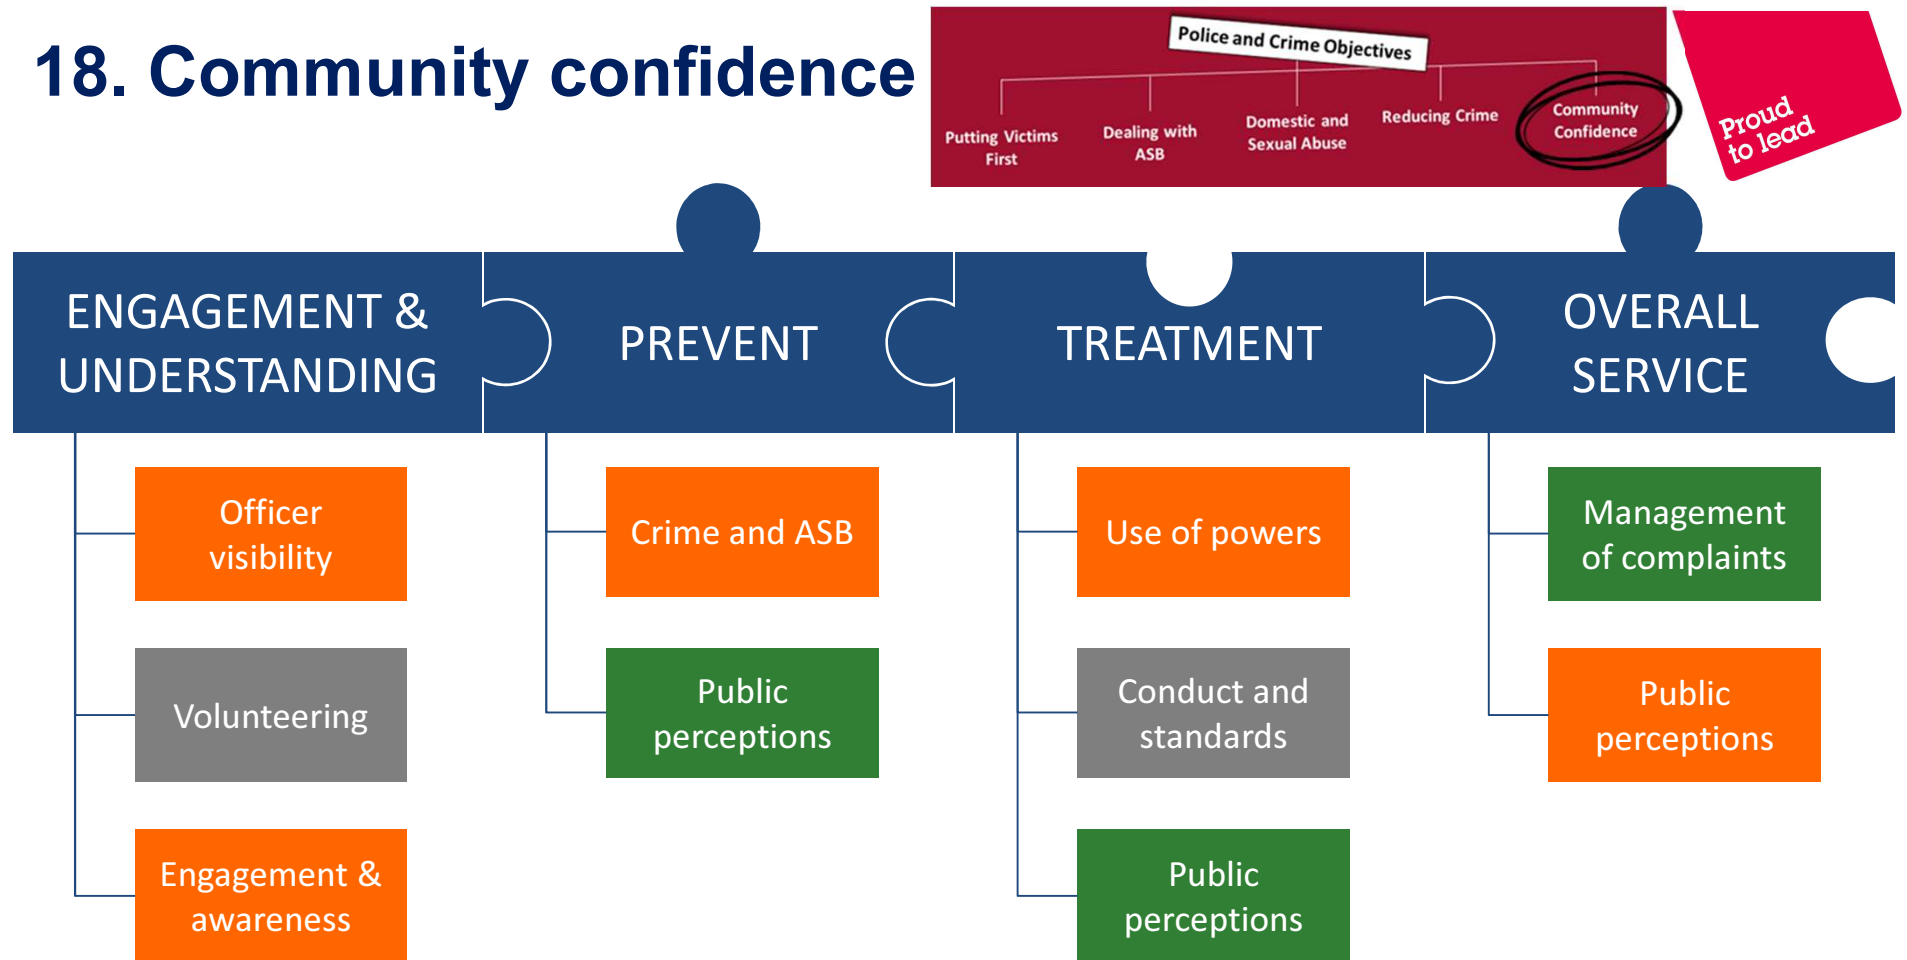 18. Community confidence
Police and Crime Objectives
Putting Victims
First
Dealing with
ASB
Domestic and
Sexual Abuse
Reducing Crime
Community
Confidence
Proud
to lead
ENGAGEMENT &
UNDERSTANDING
Officer
visibility
Volunteering
Engagement &
awareness
PREVENT
Crime and ASB
Public
perceptions
TREATMENT
Use of powers
Conduct and
standards
Public
perceptions
OVERALL
SERVICE
Management
of complaints
Public
perceptions